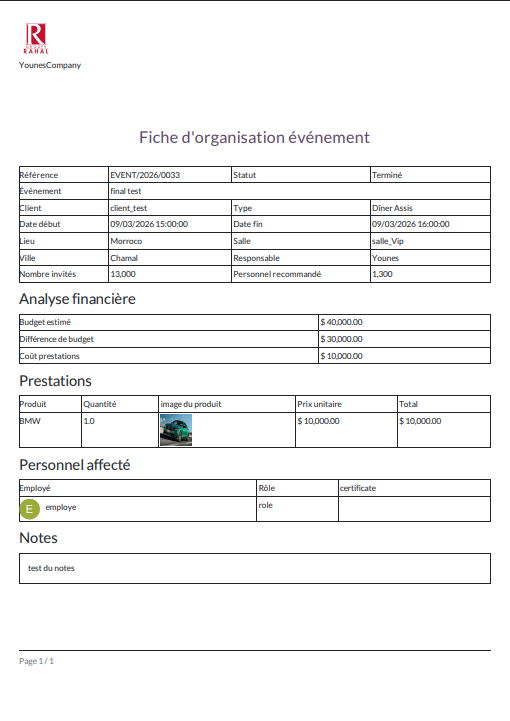 R
RAHAL
YounesCompany
Fiche d'organisation événement
Référence EVENT/2026/0033 Statut Terminé
Événement final test
Client client_test Type Diner Assis
Date début 09/03/2026 15:00:00 Date fin 09/03/2026 16:00:00
Lieu Morroco Salle salle_Vip
Ville Chamal Responsable Younes
Nombre invités 13,000 Personnel recommandé 1,300
Analyse financière
Budget estimé $ 40,000.00
Différence de budget $ 30,000.00
Coût prestations $ 10,000.00
Prestations
Produit Quantité image du produit Prix unitaire Total
BMW 1.0 $ 10,000.00 $ 10,000.00
Personnel affecté
Employé Rôle certificate
E employe role
Notes
test du notes
Page 1 / 1